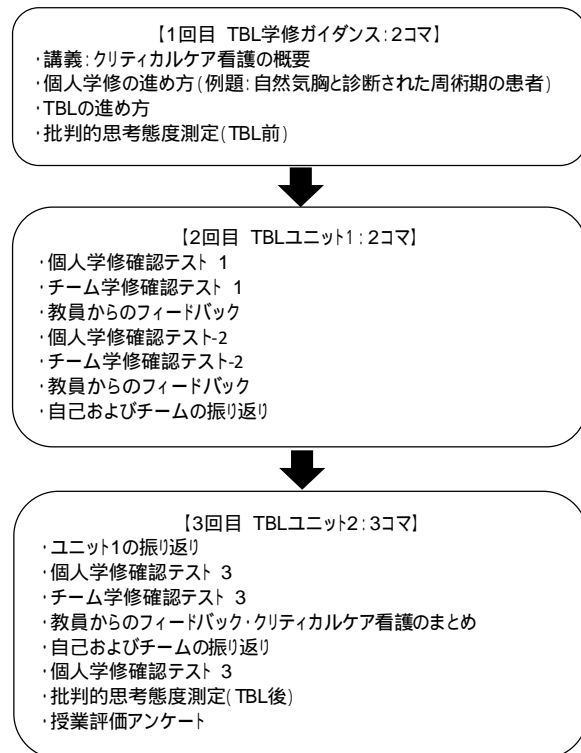 【1回目 TBL学修ガイダンス:2コマ】
・講義:クリティカルケア看護の概要
・個人学修の進め方(例題:自然気胸と診断された周術期の患者)
・TBLの進め方
・批判的思考態度測定(TBL前)
【2回目 TBLユニット1:2コマ】
・個人学修確認テスト 1
・チーム学修確認テスト 1
・教員からのフィードバック
・個人学修確認テスト-2
・チーム学修確認テスト-2
・教員からのフィードバック
・自己およびチームの振り返り
【3回目 TBLユニット2:3コマ】
・ユニット1の振り返り
・個人学修確認テスト 3
・チーム学修確認テスト 3
・教員からのフィードバック・クリティカルケア看護のまとめ
・自己およびチームの振り返り
・個人学修確認テスト 3
・批判的思考態度測定(TBL後)
・授業評価アンケート